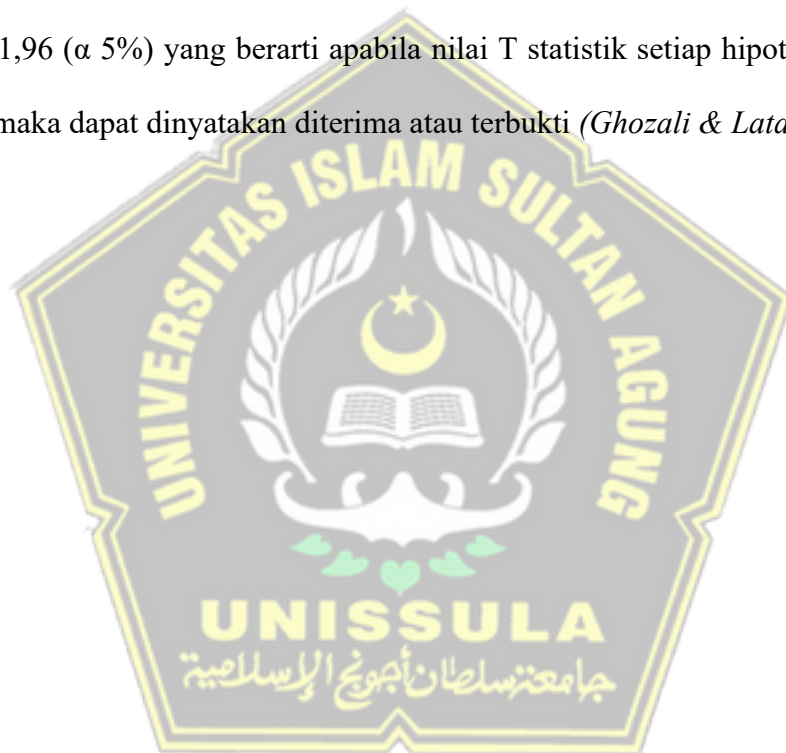 1,96 (α 5%) yang berarti apabila nilai T statistik setiap hipot
maka dapat dinyatakan diterima atau terbukti (Ghozali & Lata
UNIVERSITAS ISLAM SULTAN AGUNG
UNISSULA
جامعة سلطان أجونج الإسلامية